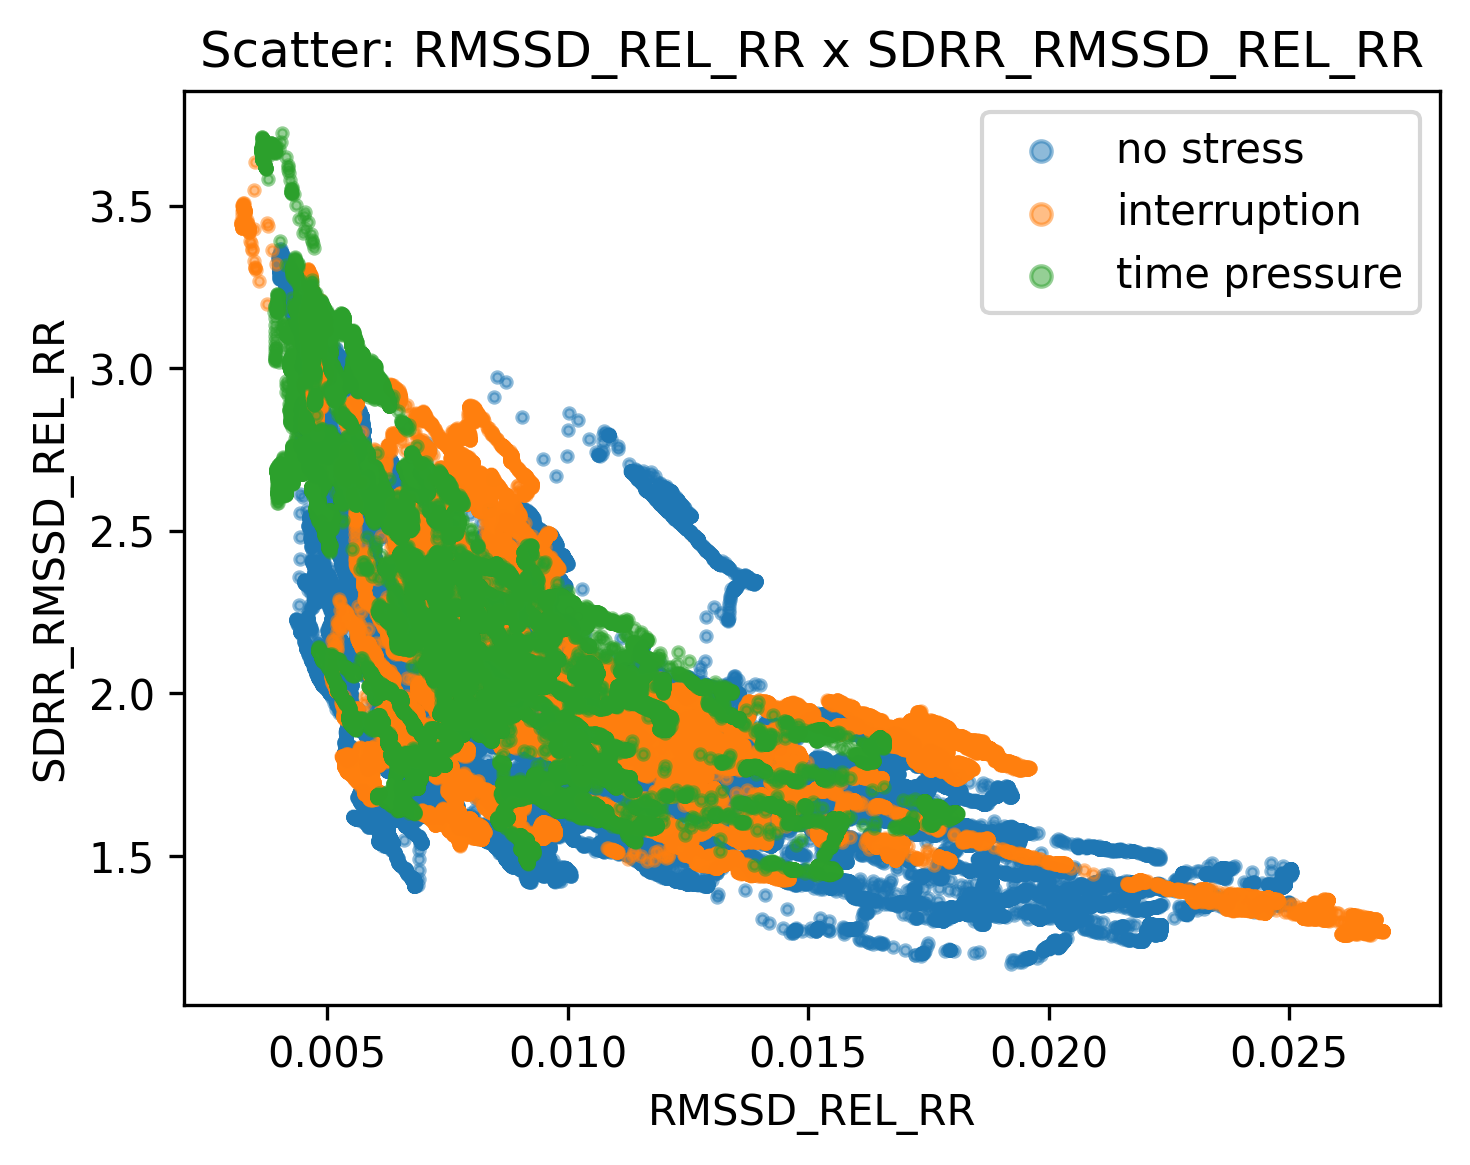 Scatter: RMSSD_REL_RR x SDRR_RMSSD_REL_RR
no stress
interruption
time pressure
SDRR_RMSSD_REL_RR
3.5
3.0
2.5
2.0
1.5
0.005 0.010 0.015 0.020 0.025
RMSSD_REL_RR